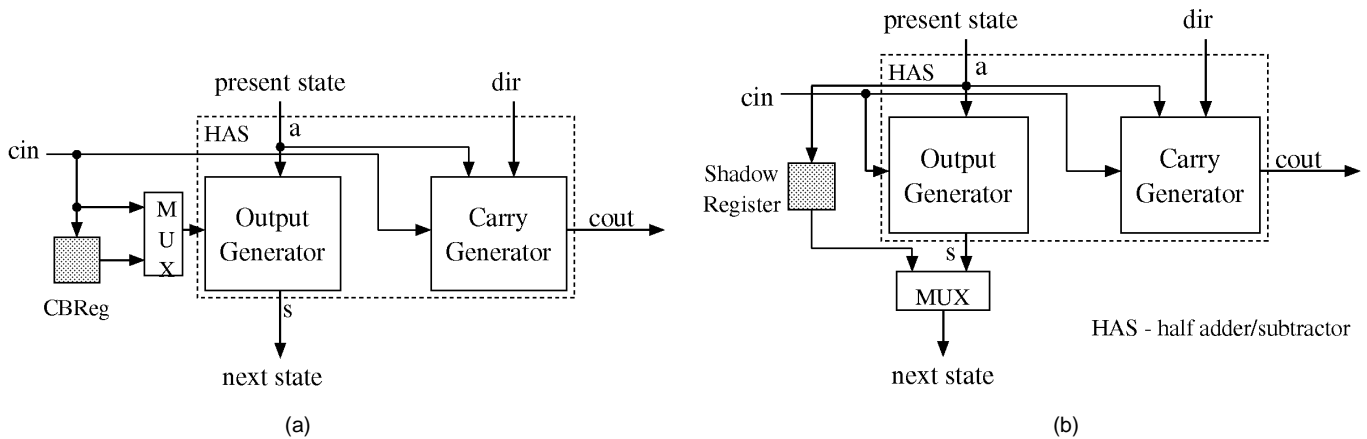 present state
dir
HAS
a
cin
M
U
X
Output
Generator
Carry
Generator
cout
CBReg
s
next state
(a)
present state
dir
HAS
a
cin
Output
Generator
Carry
Generator
cout
Shadow
Register
s
MUX
HAS - half adder/subtractor
next state
(b)